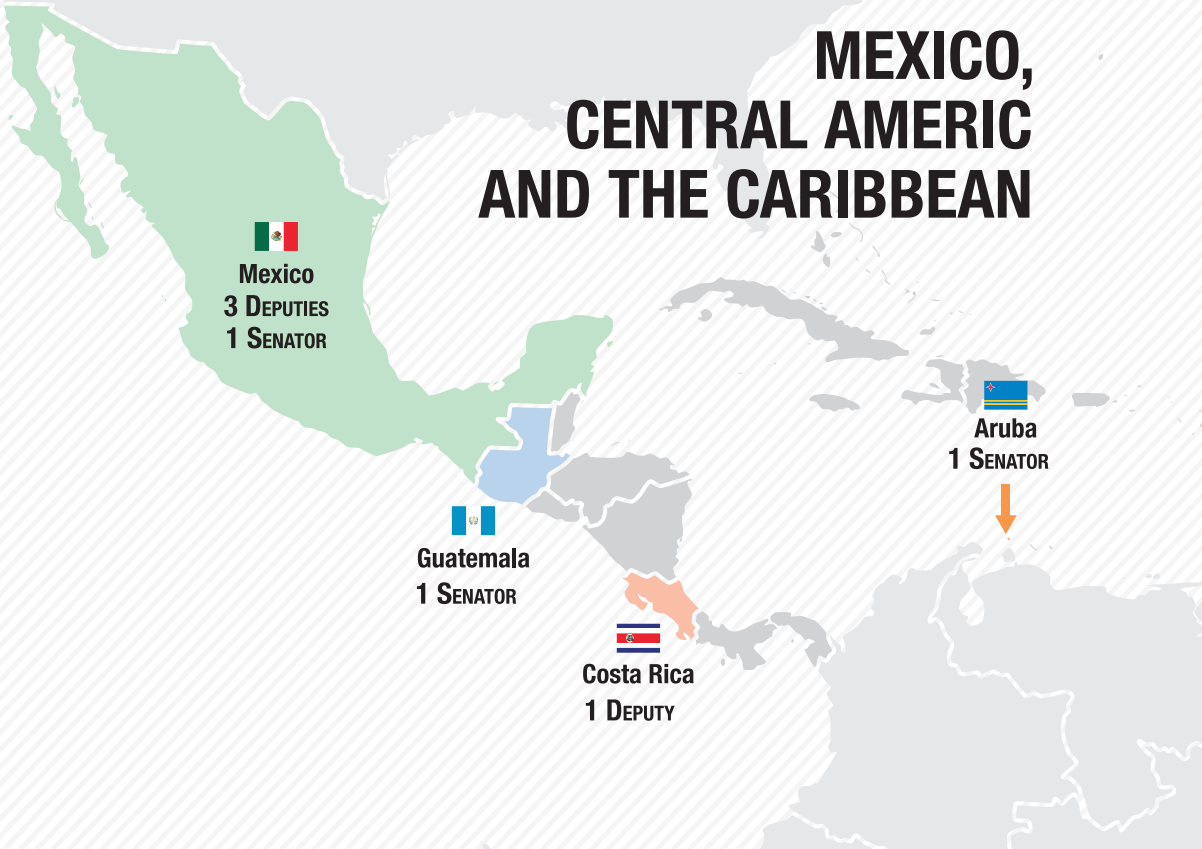 MEXICO,
CENTRAL AMERIC
AND THE CARIBBEAN
Mexico
3 DEPUTIES
1 SENATOR
Aruba
1 SENATOR
Guatemala
1 SENATOR
Costa Rica
1 DEPUTY